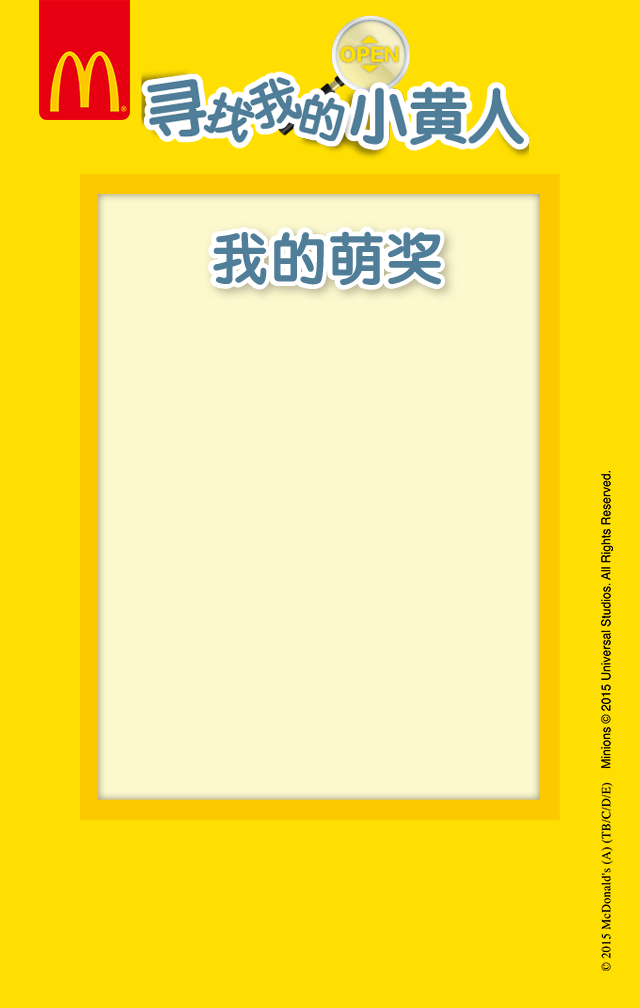 OPEN
寻找我的小黄人
我的萌奖
Minions © 2015 Universal Studios. All Rights Reserved.
© 2015 McDonald's (A) (TB/C/D/E)